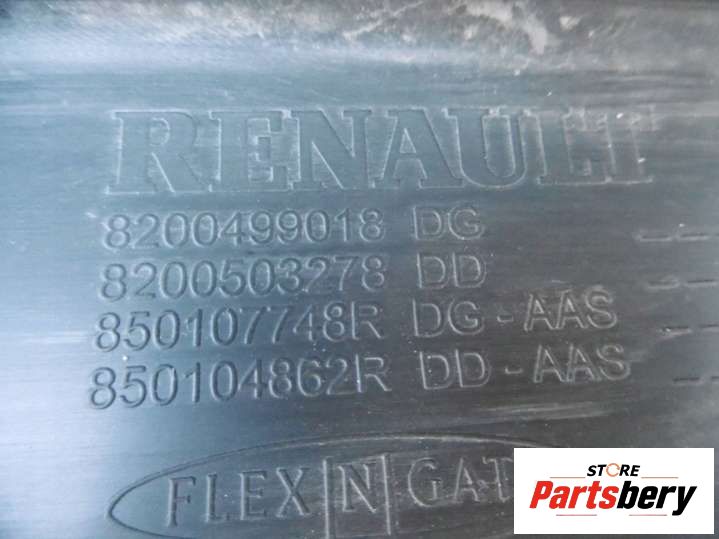 RENAULT
8200499018 DG
8200503278 DD
850107748R DG-AAS
850104862R DD-AAS
FLEX N GAT
STORE
Partsbery